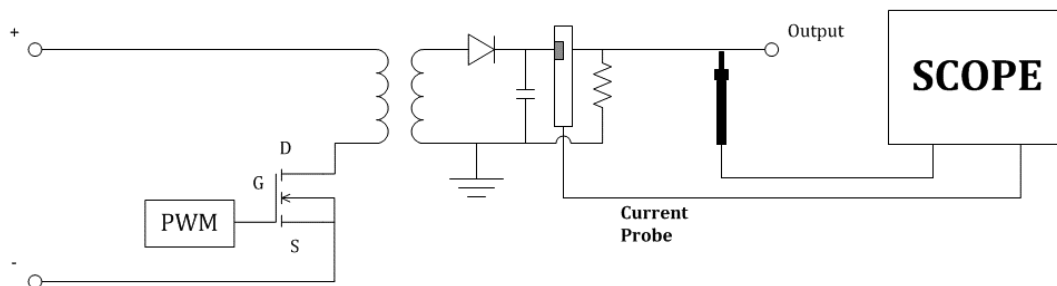 +
Output
SCOPE
D
G
PWM
S
Current
Probe
-